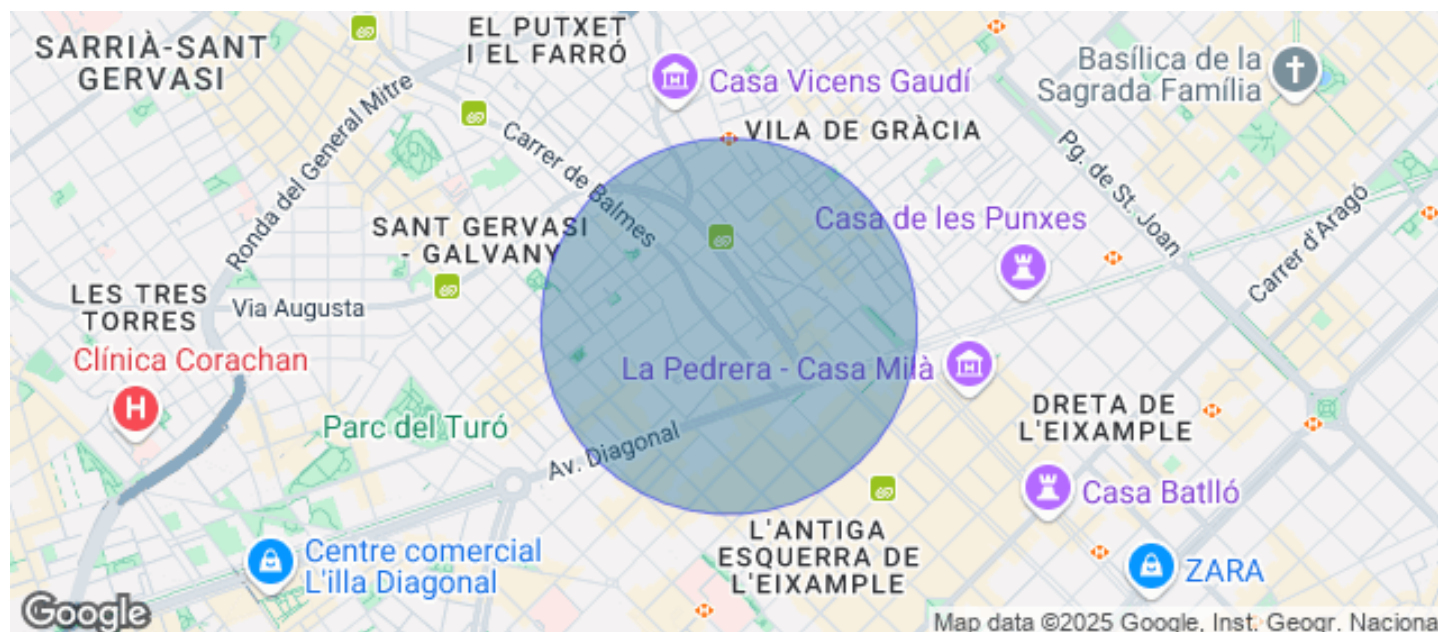 EL PUTXET
I EL FARRÓ
SARRIÀ-SANT
GERVASI
Casa Vicens Gaudí
Basílica de la
Sagrada Família
Ronda del General Mitre
Carrer de Balmes
VILA DE GRÀCIA
Pg. de St. Joan
Carrer d'Aragó
SANT GERVASI
- GALVANY
Casa de les Punxes
LES TRES
TORRES
Via Augusta
Clínica Corachan
H
La Pedrera - Casa Milà
Parc del Turó
Av. Diagonal
DRETA DE
L'EIXAMPLE
Casa Batlló
L'ANTIGA
ESQUERRA DE
L'EIXAMPLE
Centre comercial
L'illa Diagonal
ZARA
Google
Map data ©2025 Google, Inst. Geogr. Naciona